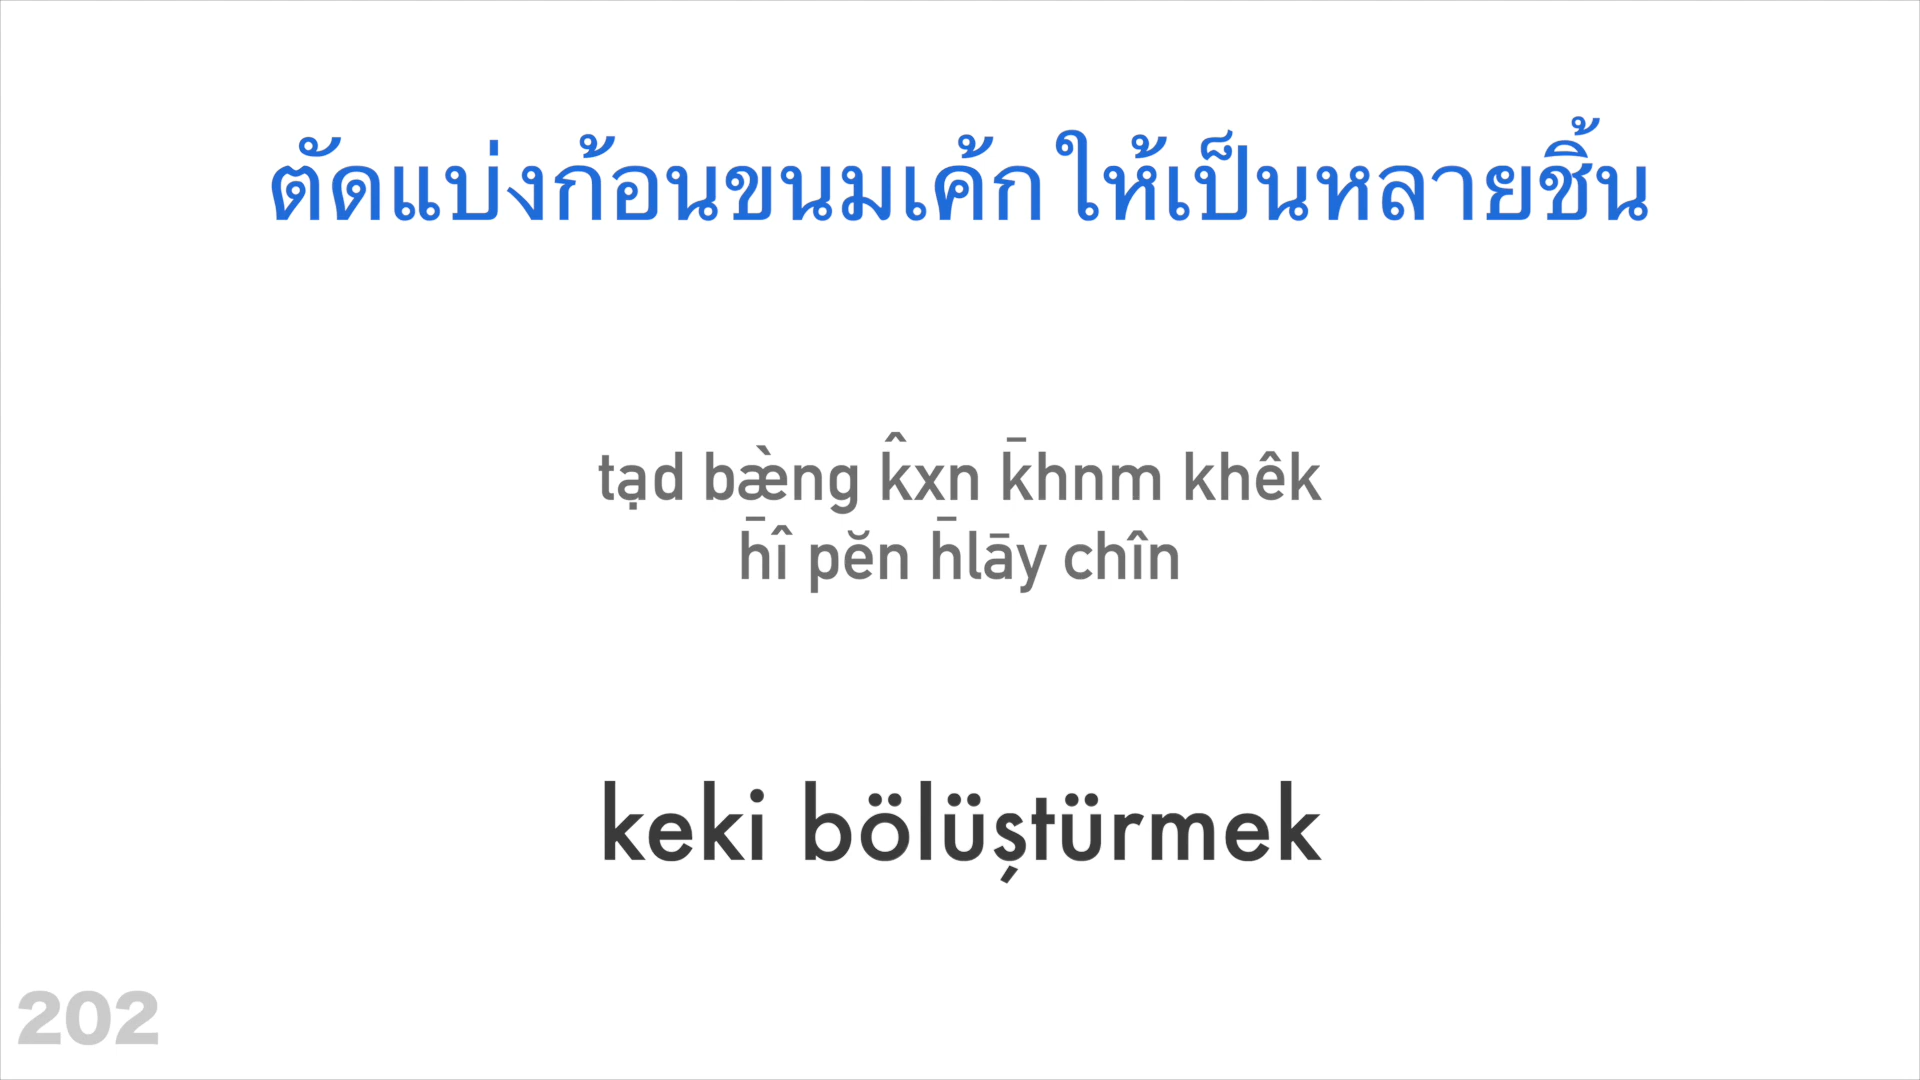 ตัดแบ่งก้อนขนมเค้ก ให้เป็นหลายชิ้น
tạd bæ̀ng k̂xn k̄hnm khêk
h̄î pĕn h̄lāy chîn
keki bölüştürmek
202